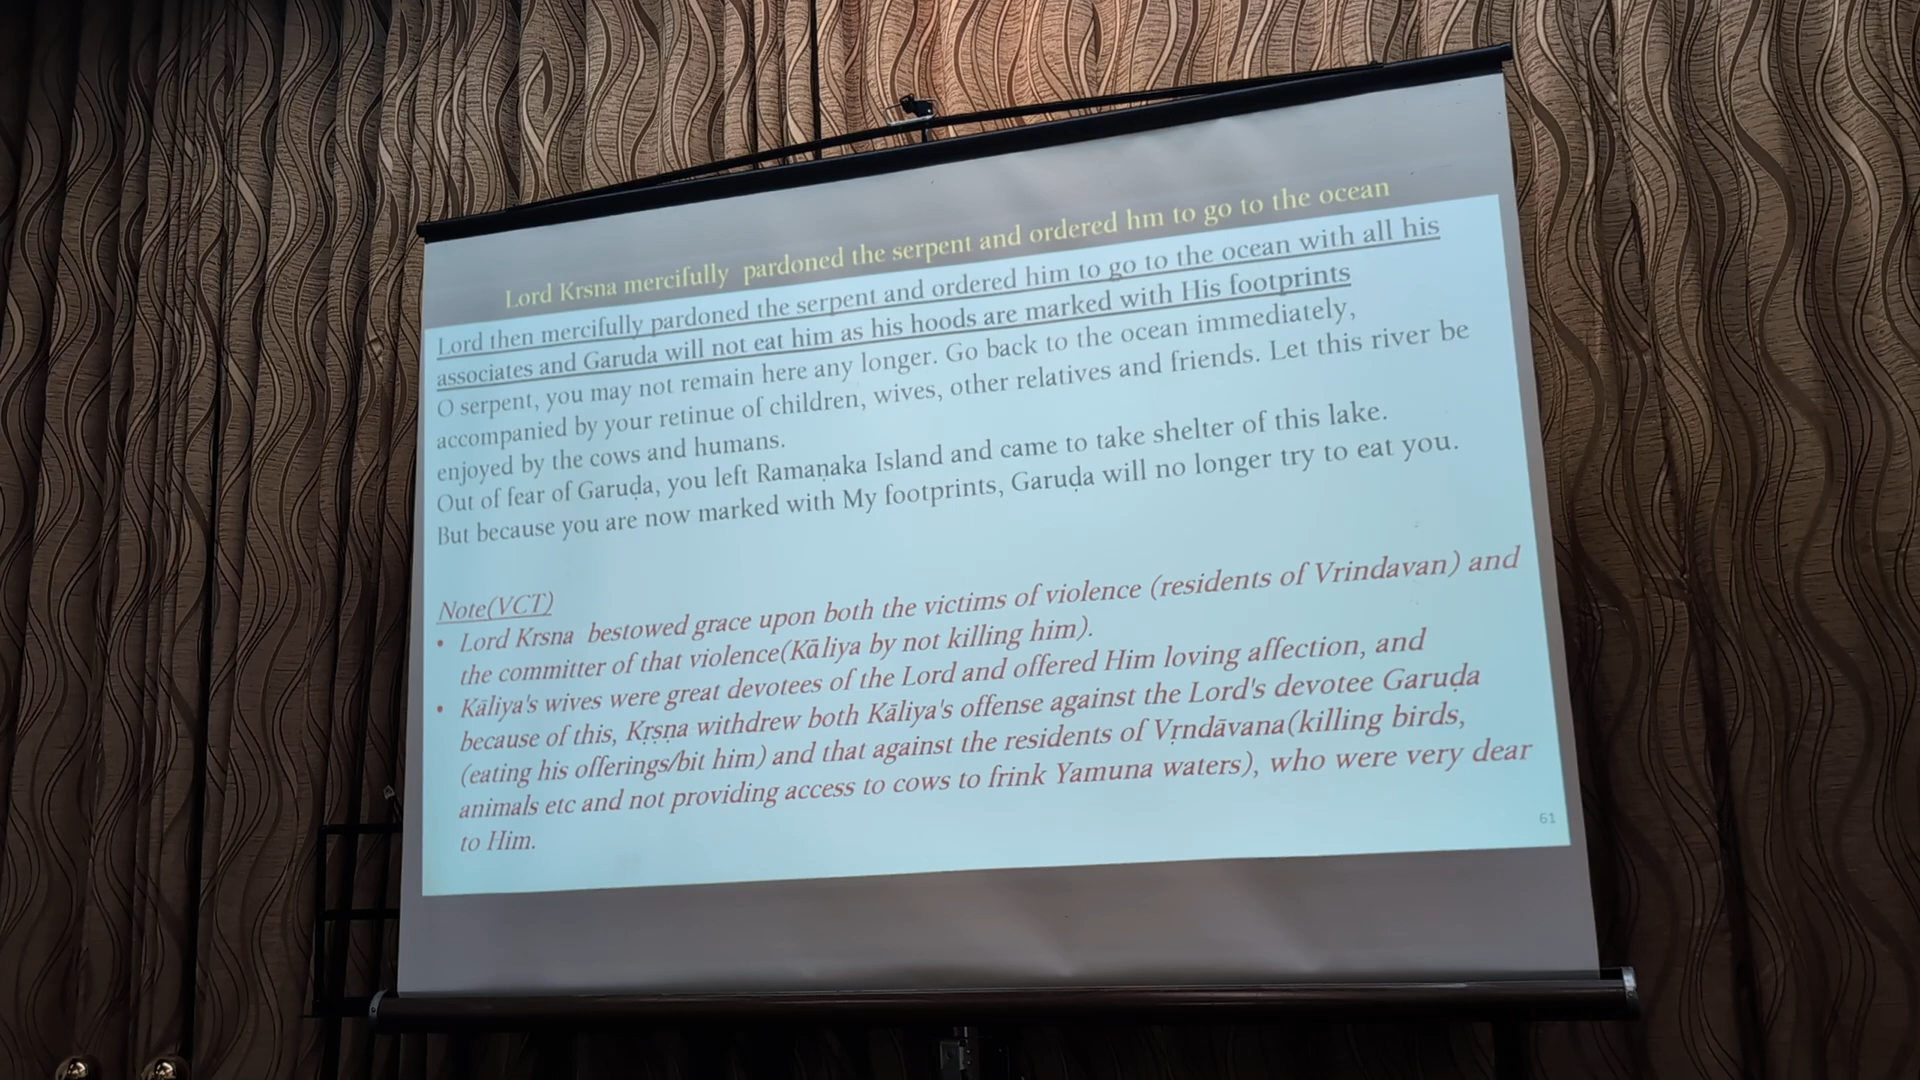 Lord Krsna mercifully pardoned the serpent and ordered hm to go to the ocean
Lord then mercifully pardoned the serpent and ordered him to go to the ocean with all his
associates and Garuda will not eat him as his hoods are marked with His footprints
O serpent, you may not remain here any longer. Go back to the ocean immediately,
accompanied by your retinue of children, wives, other relatives and friends. Let this river be
enjoyed by the cows and humans.
Out of fear of Garuḍa, you left Ramaṇaka Island and came to take shelter of this lake.
But because you are now marked with My footprints, Garuḍa will no longer try to eat you.
Note(VCT)
• Lord Krsna bestowed grace upon both the victims of violence (residents of Vrindavan) and
the committer of that violence(Kāliya by not killing him).
• Kāliya's wives were great devotees of the Lord and offered Him loving affection, and
because of this, Kṛṣṇa withdrew both Kāliya's offense against the Lord's devotee Garuḍa
(eating his offerings/bit him) and that against the residents of Vṛndāvana(killing birds,
animals etc and not providing access to cows to frink Yamuna waters), who were very dear
to Him.
61